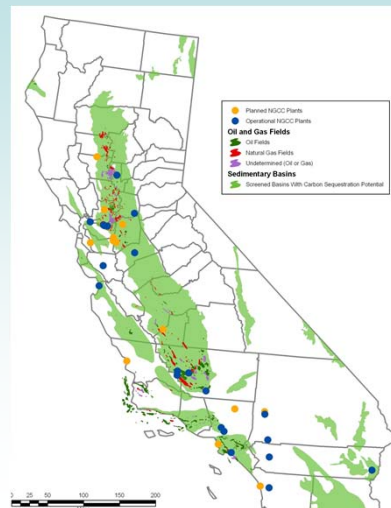 Planned NGCC Plants
Operational NGCC Plants
Oil and Gas Fields
Oil Fields
Natural Gas Fields
Undetermined (Oil or Gas)
Sedimentary Basins
Screened Basins With Carbon Sequestration Potential
0 25 50 100 150 200